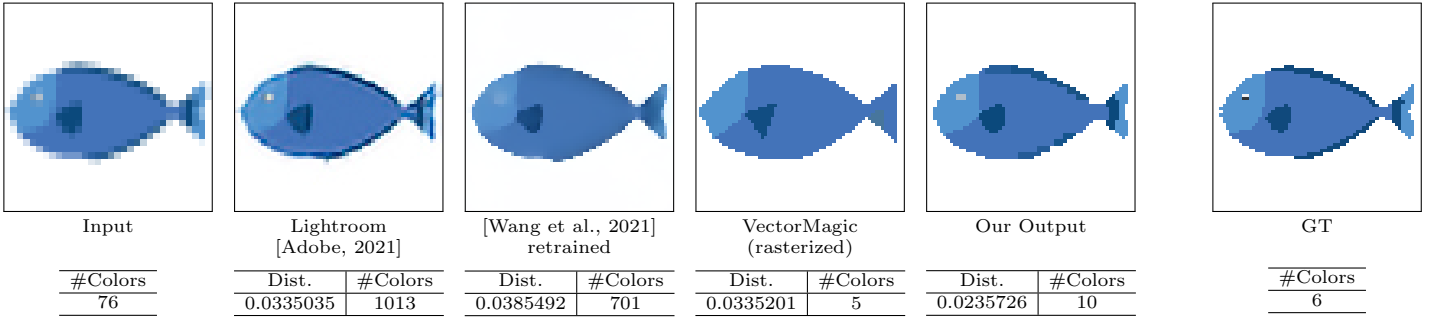 Input
Lightroom
[Adobe, 2021]
[Wang et al., 2021]
retrained
VectorMagic
(rasterized)
Our Output
GT
#Colors
76
Dist. #Colors
0.0335035 1013
Dist. #Colors
0.0385492 701
Dist. #Colors
0.0335201 5
Dist. #Colors
0.0235726 10
#Colors
6